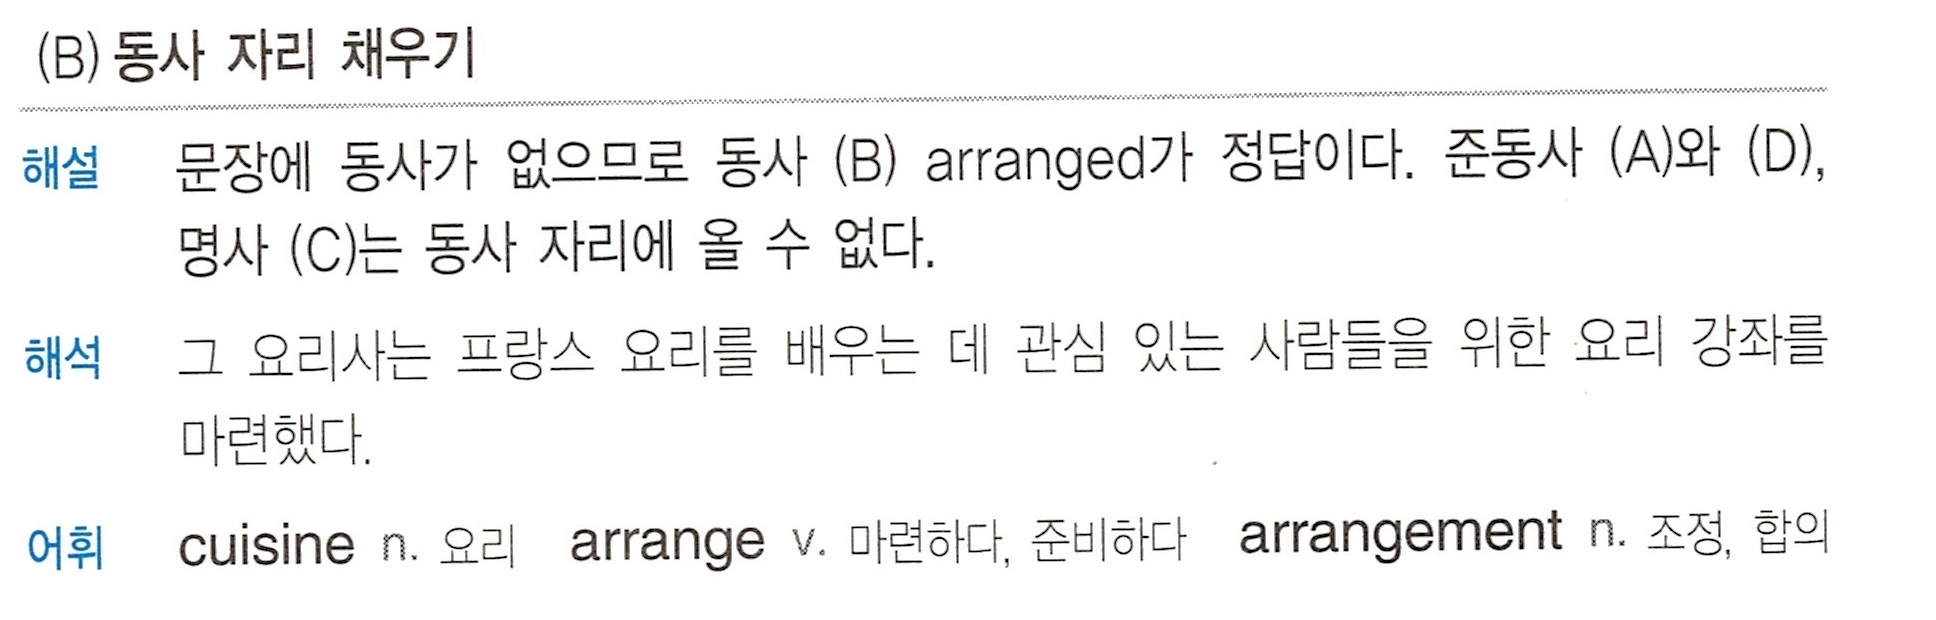 (B) 동사 자리 채우기
해설 문장에 동사가 없으므로 동사 (B) arranged가 정답이다. 준동사 (A)와 (D),
명사 (C)는 동사 자리에 올 수 없다.
해석 그 요리사는 프랑스 요리를 배우는 데 관심 있는 사람들을 위한 요리 강좌를
마련했다.
어휘 cuisine n. 요리 arrange v. 마련하다, 준비하다 arrangement n. 조정, 합의